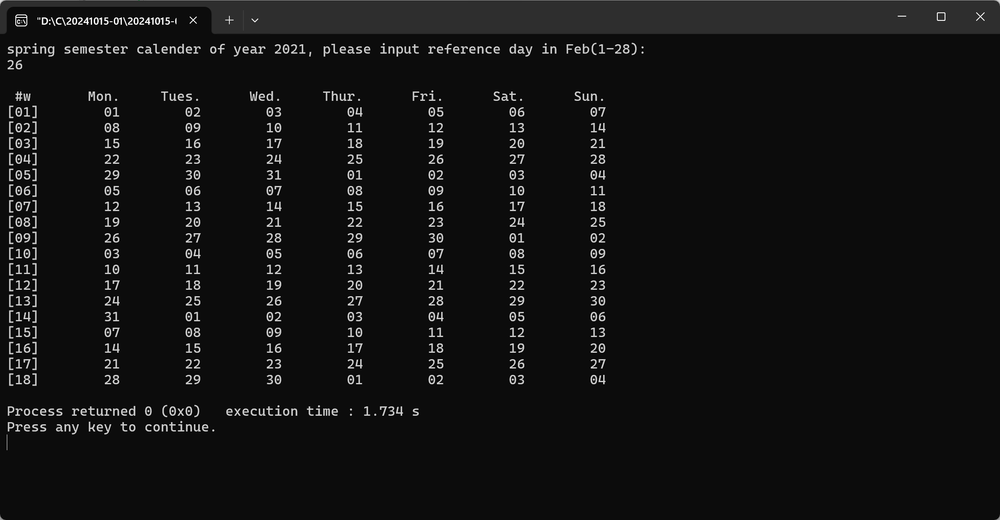 "D:\C\20241015-01\20241015-
spring semester calender of year 2021, please input reference day in Feb(1-28):
26
#w Mon. Tues. Wed. Thur. Fri. Sat. Sun.
[01] 01 02 03 04 05 06 07
[02] 08 09 10 11 12 13 14
[03] 15 16 17 18 19 20 21
[04] 22 23 24 25 26 27 28
[05] 29 30 31 01 02 03 04
[06] 05 06 07 08 09 10 11
[07] 12 13 14 15 16 17 18
[08] 19 20 21 22 23 24 25
[09] 26 27 28 29 30 01 02
[10] 03 04 05 06 07 08 09
[11] 10 11 12 13 14 15 16
[12] 17 18 19 20 21 22 23
[13] 24 25 26 27 28 29 30
[14] 31 01 02 03 04 05 06
[15] 07 08 09 10 11 12 13
[16] 14 15 16 17 18 19 20
[17] 21 22 23 24 25 26 27
[18] 28 29 30 01 02 03 04
Process returned 0 (0x0) execution time : 1.734 s
Press any key to continue.